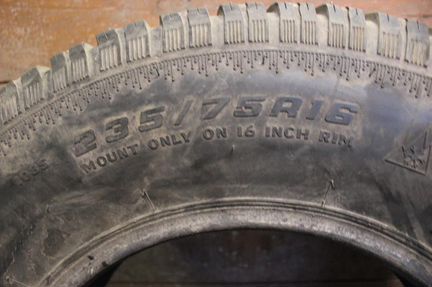 235/75R16
MOUNT ONLY ON 16 INCH RIM